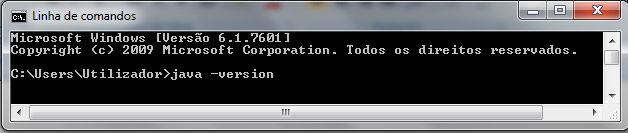 Linha de comandos
Microsoft Windows [Versão 6.1.7601]
Copyright (c) 2009 Microsoft Corporation. Todos os direitos reservados.
C:\Users\Utilizador>java -version